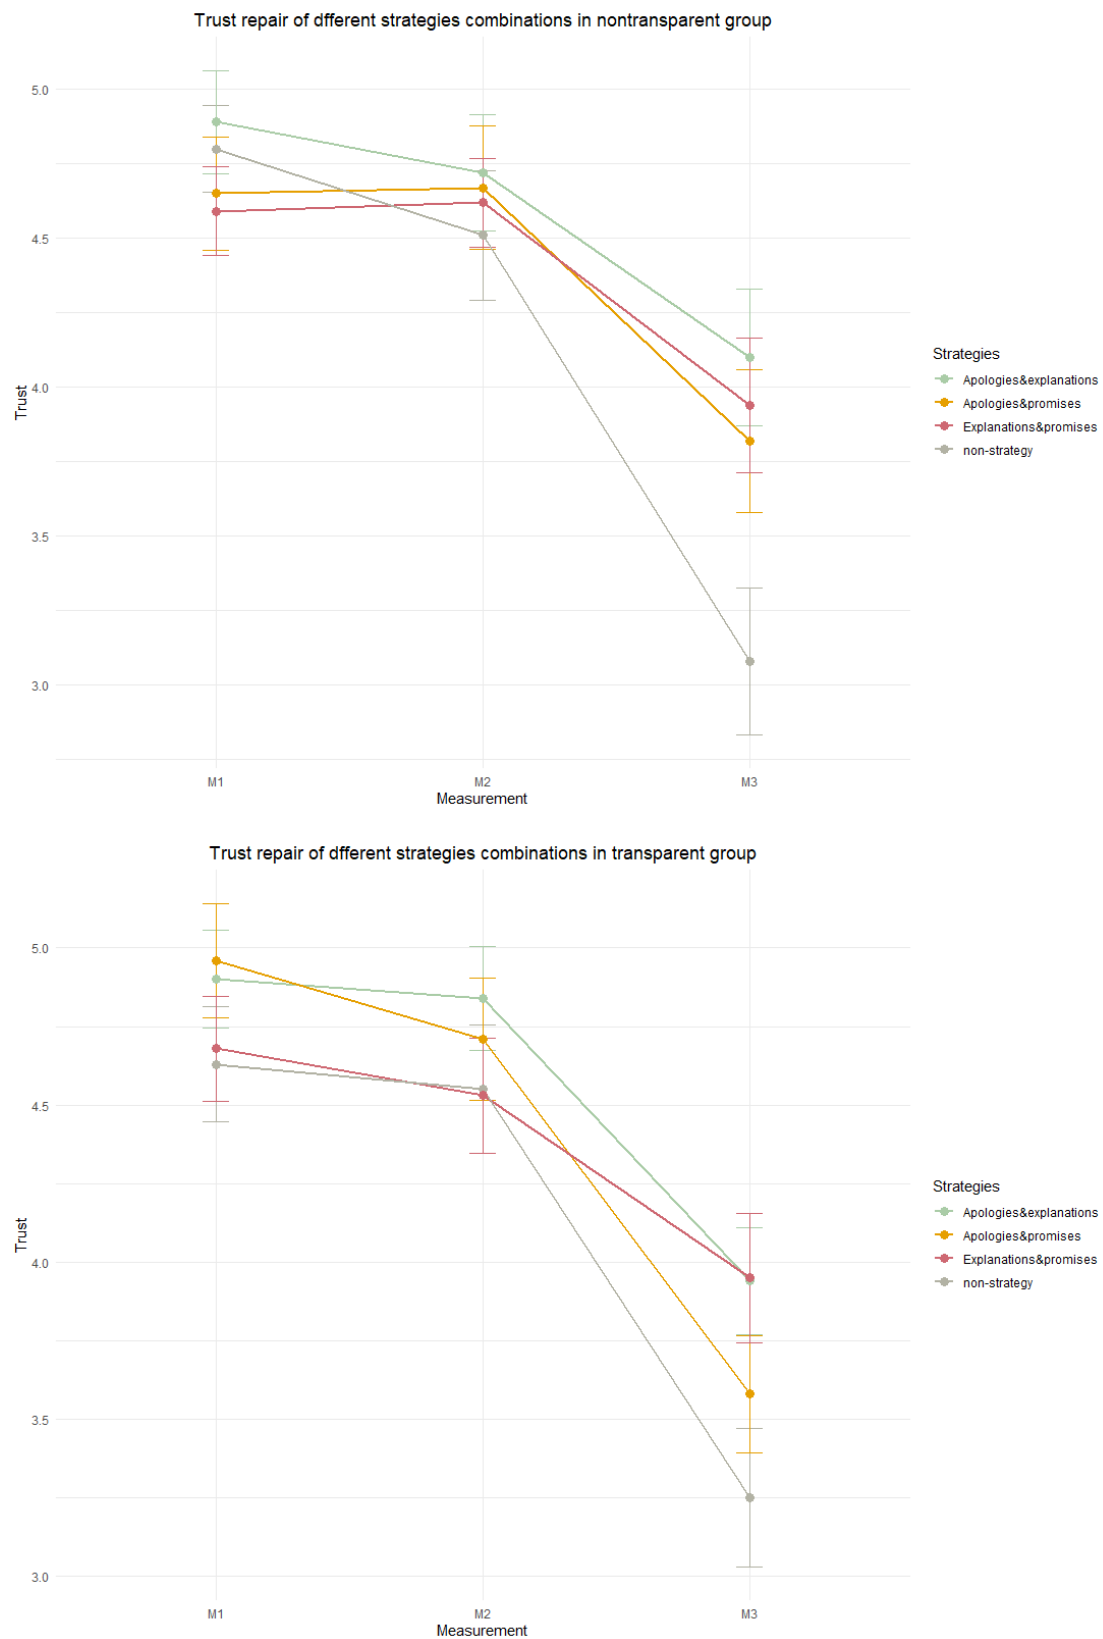 Trust repair of dfferent strategies combinations in nontransparent group
5.0
4.5
4.0
3.5
3.0
Trust
M1
M2
M3
Measurement
Strategies
Apologies&explanations
Apologies&promises
Explanations&promises
non-strategy
Trust repair of dfferent strategies combinations in transparent group
5.0
4.5
4.0
3.5
3.0
Trust
M1
M2
M3
Measurement
Strategies
Apologies&explanations
Apologies&promises
Explanations&promises
non-strategy